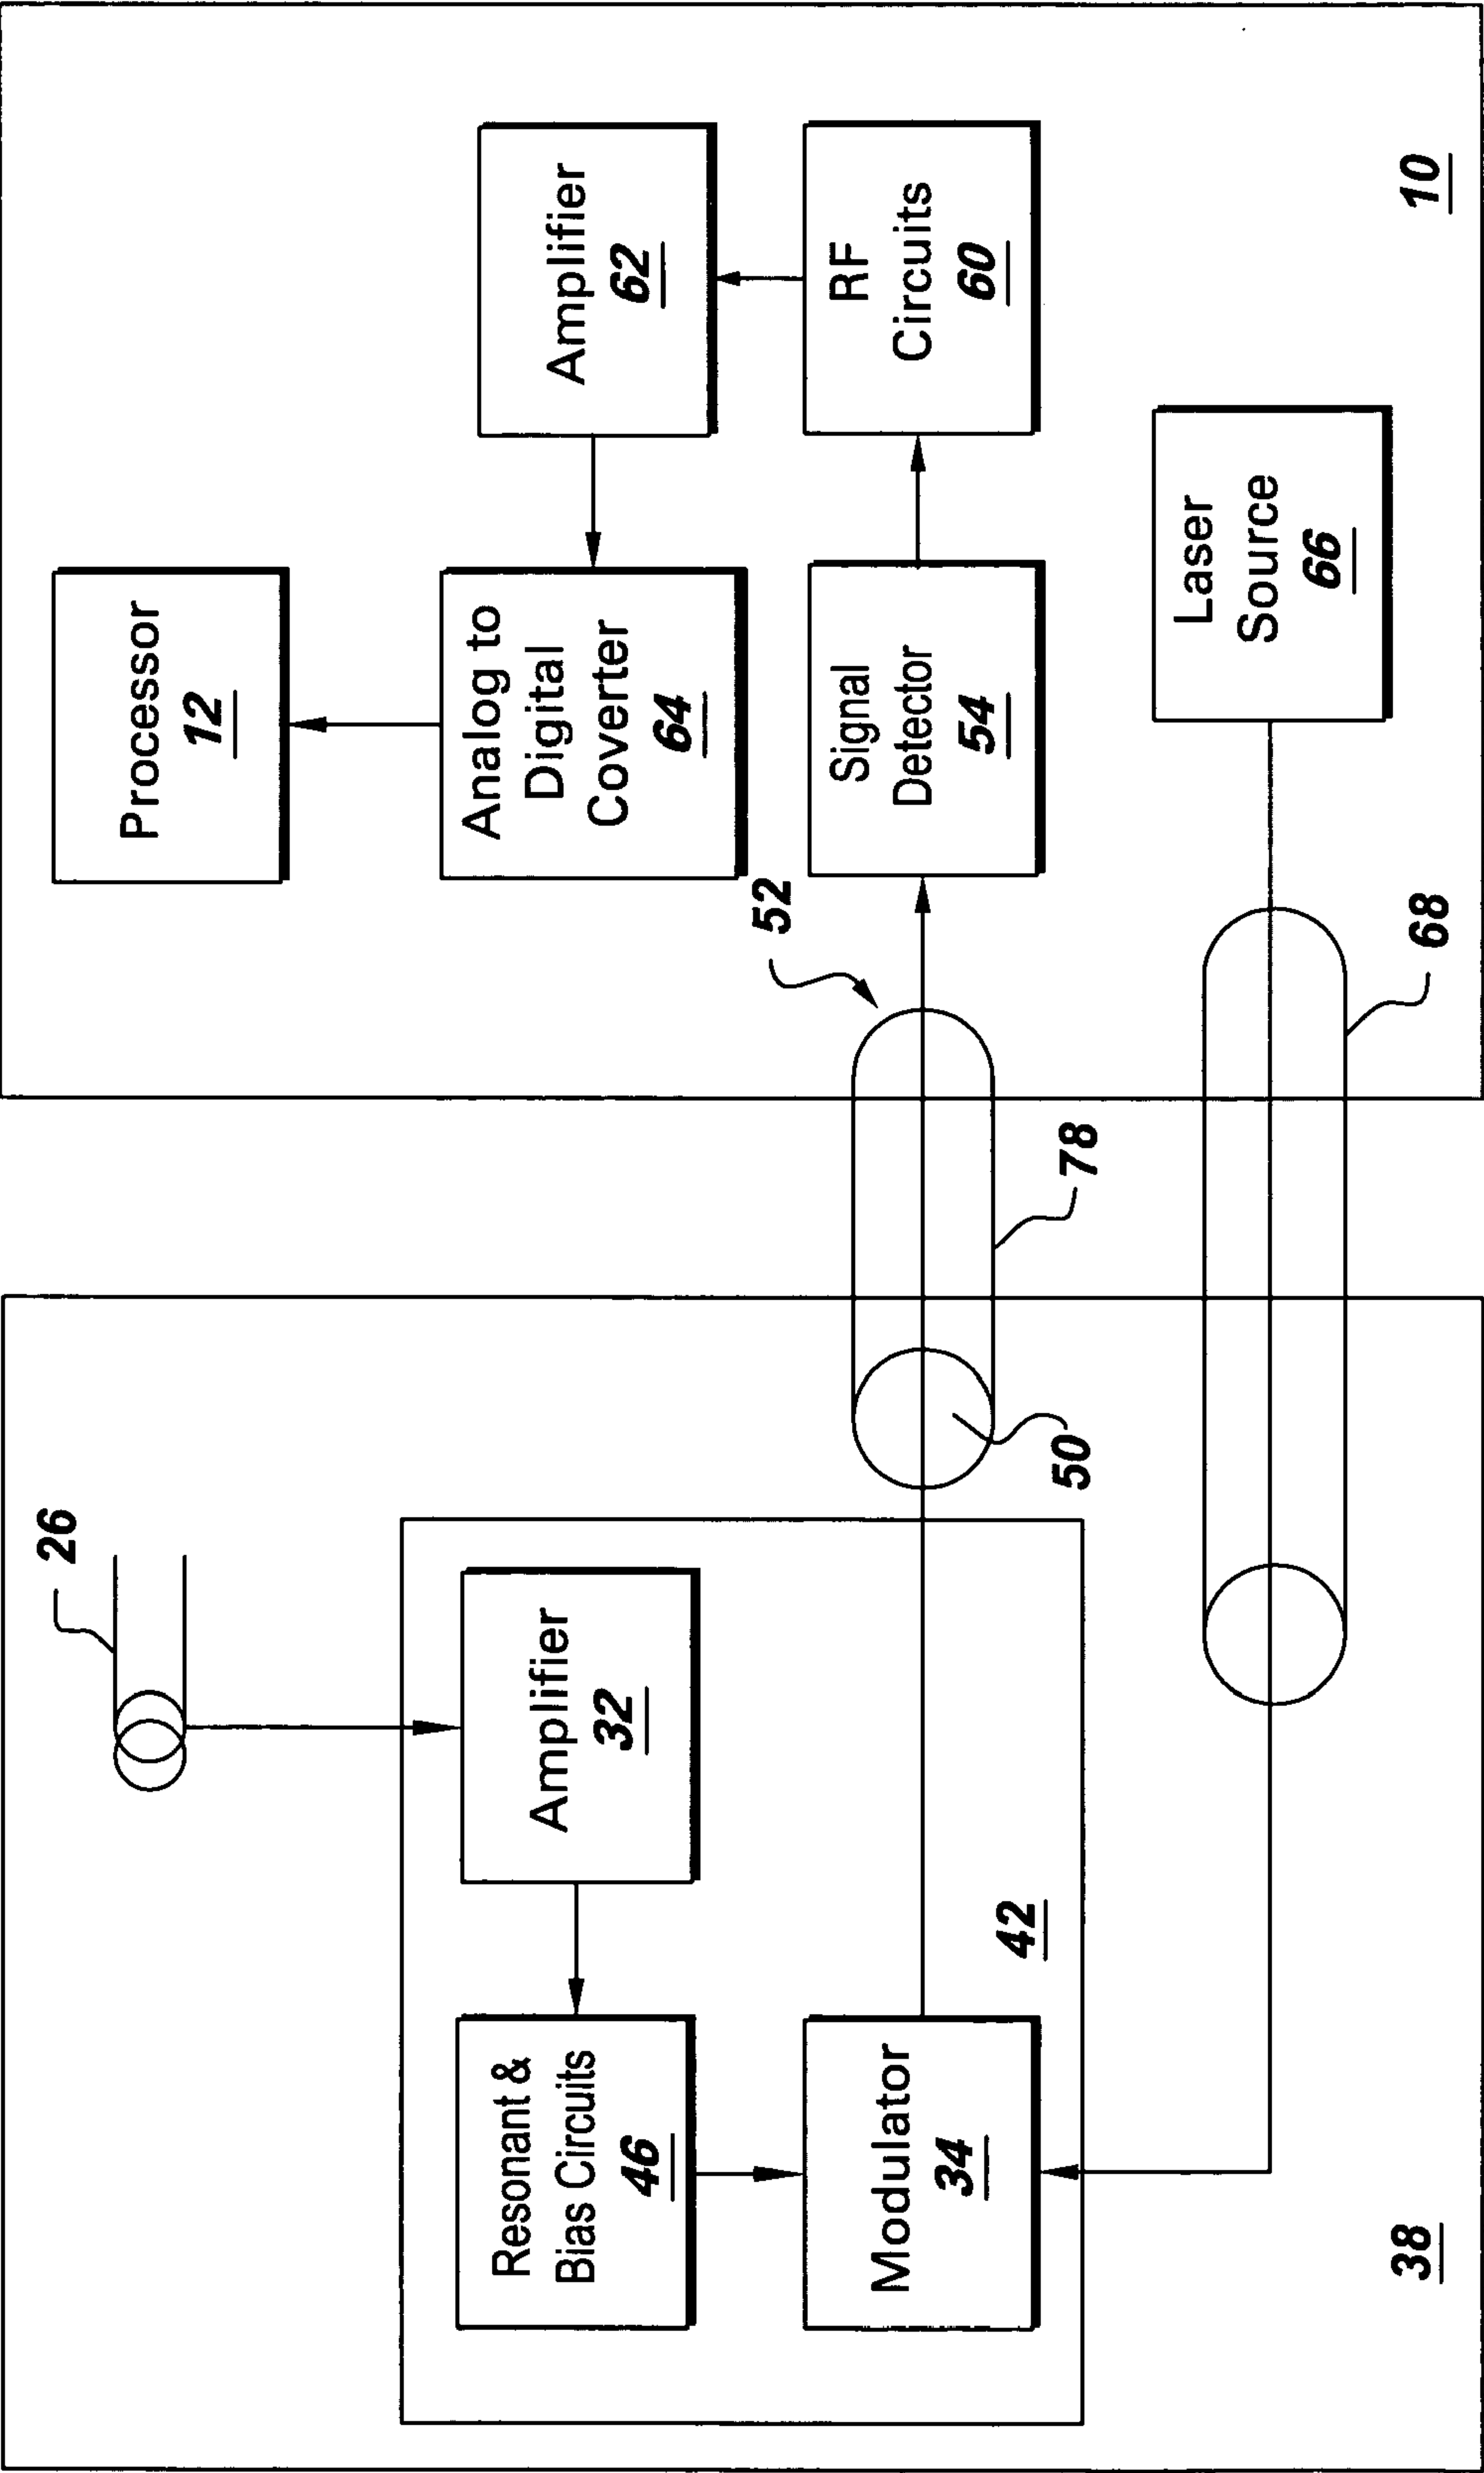 26
Amplifier
32
Resonant &
Bias Circuits
46
Modulator
34
42
38
50
78
52
68
Processor
12
Analog to
Digital
Coverter
64
Amplifier
62
Signal
Detector
54
RF
Circuits
60
Laser
Source
66
10